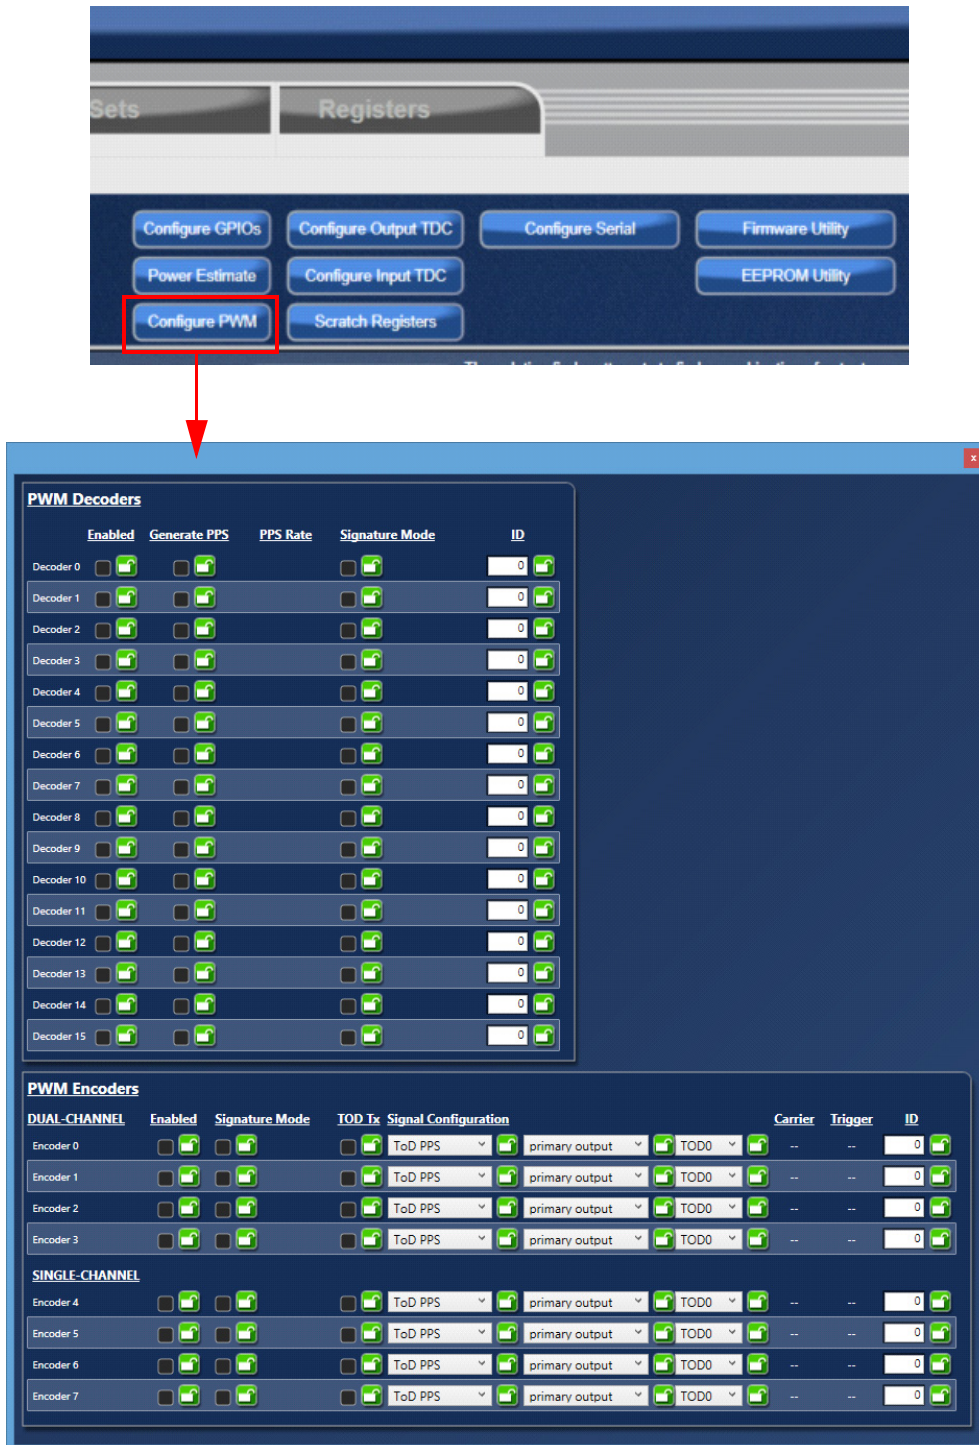 Sets Registers
Configure GPIOs Configure Output TDC Configure Serial Firmware Utility
Power Estimate Configure Input TDC EEPROM Utility
Configure PWM Scratch Registers
x
PWM Decoders
Enabled Generate PPS PPS Rate Signature Mode ID
Decoder 0 0
Decoder 1 0
Decoder 2 0
Decoder 3 0
Decoder 4 0
Decoder 5 0
Decoder 6 0
Decoder 7 0
Decoder 8 0
Decoder 9 0
Decoder 10 0
Decoder 11 0
Decoder 12 0
Decoder 13 0
Decoder 14 0
Decoder 15 0
PWM Encoders
DUAL-CHANNEL Enabled Signature Mode TOD Tx Signal Configuration Carrier Trigger ID
Encoder 0 ToD PPS primary output TOD0 -- -- 0
Encoder 1 ToD PPS primary output TOD0 -- -- 0
Encoder 2 ToD PPS primary output TOD0 -- -- 0
Encoder 3 ToD PPS primary output TOD0 -- -- 0
SINGLE-CHANNEL
Encoder 4 ToD PPS primary output TOD0 -- -- 0
Encoder 5 ToD PPS primary output TOD0 -- -- 0
Encoder 6 ToD PPS primary output TOD0 -- -- 0
Encoder 7 ToD PPS primary output TOD0 -- -- 0